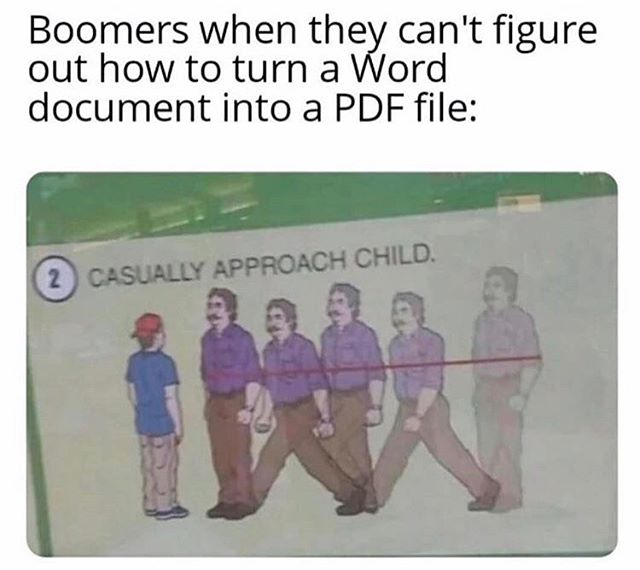 Boomers when they can't figure
out how to turn a Word
document into a PDF file:
2 CASUALLY APPROACH CHILD.